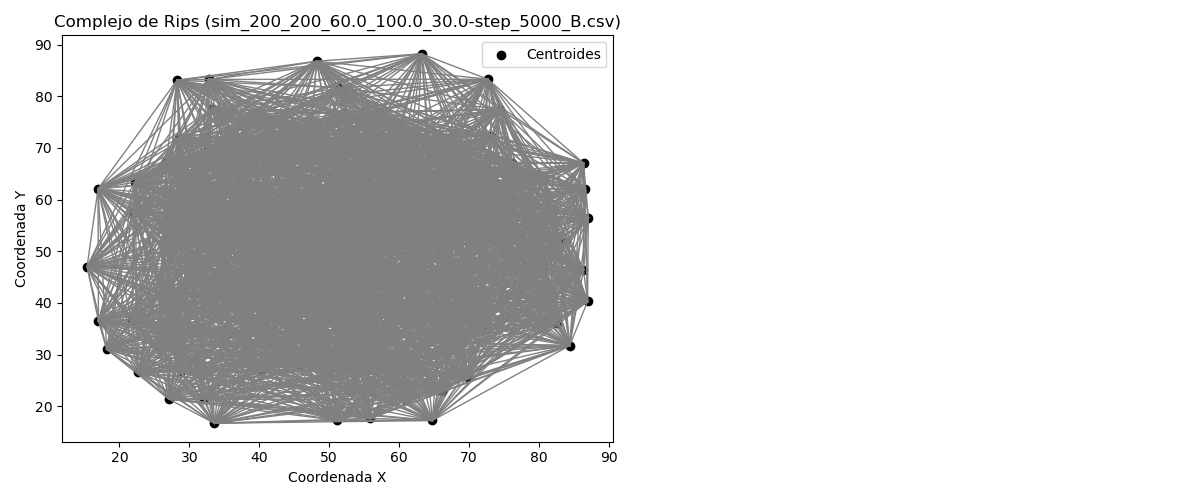 Complejo de Rips (sim_200_200_60.0_100.0_30.0-step_5000_B.csv)
Centroides
90
80
70
60
50
40
30
20
Coordenada Y
20 30 40 50 60 70 80 90
Coordenada X